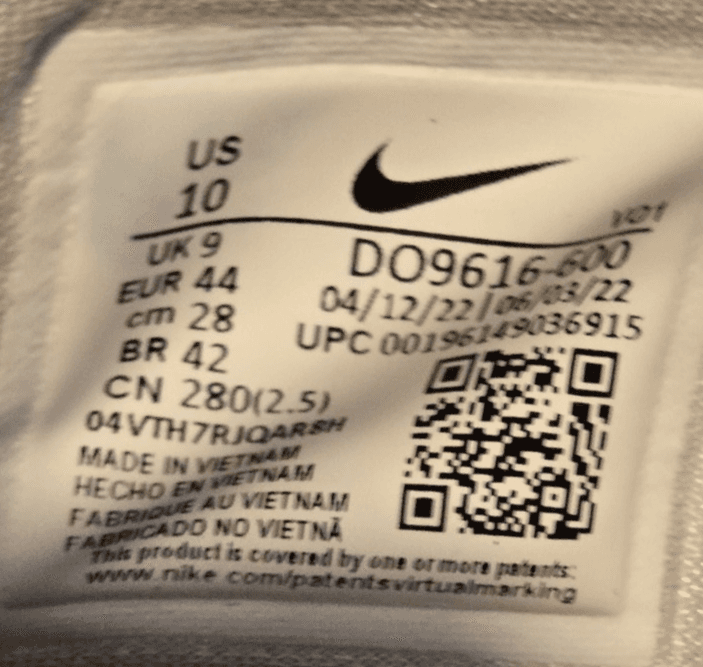 US
10
V01
UK 9
EUR 44
cm 28
BR 42
CN 280(2.5)
04VTH7RJQAR8H
MADE IN VIETNAM
HECHO EN VIETNAM
FABRIQUE AU VIETNAM
FABRICADO NO VIETNÃ
DO9616-600
04/12/22|06/03/22
UPC 00196149036915
This product is covered by one or more patents:
www.nike com/patentsvirtualmarking